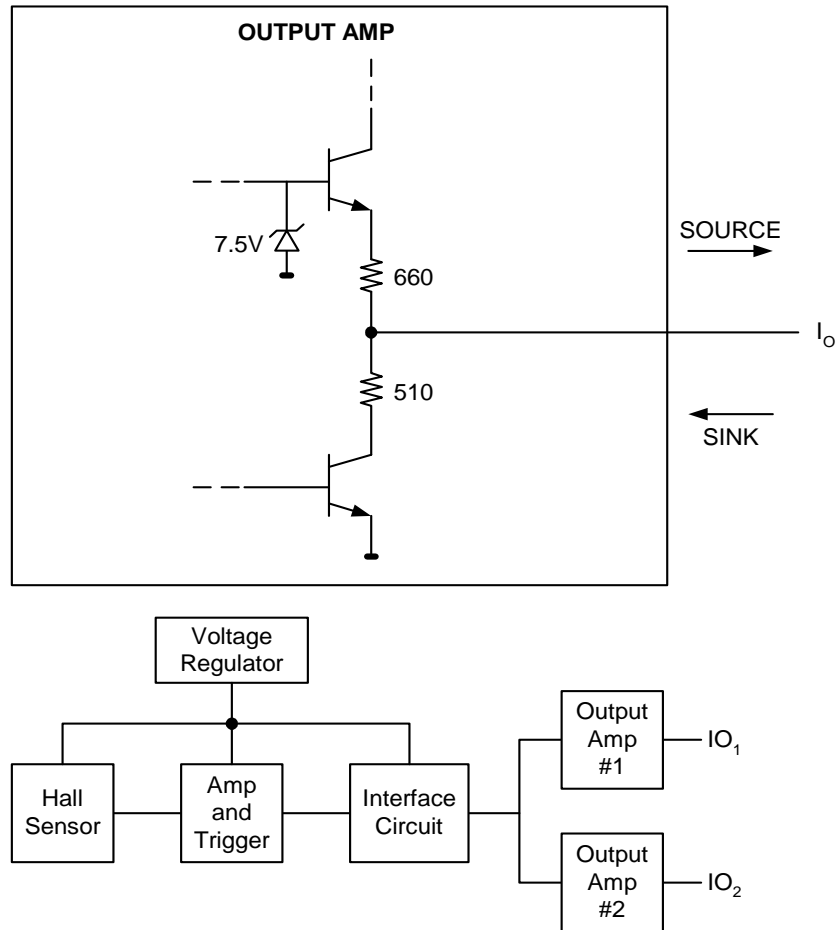 OUTPUT AMP
7.5V
660
SOURCE
I_O
510
SINK
Voltage
Regulator
Hall
Sensor
Amp
and
Trigger
Interface
Circuit
Output
Amp
#1
IO_1
Output
Amp
#2
IO_2